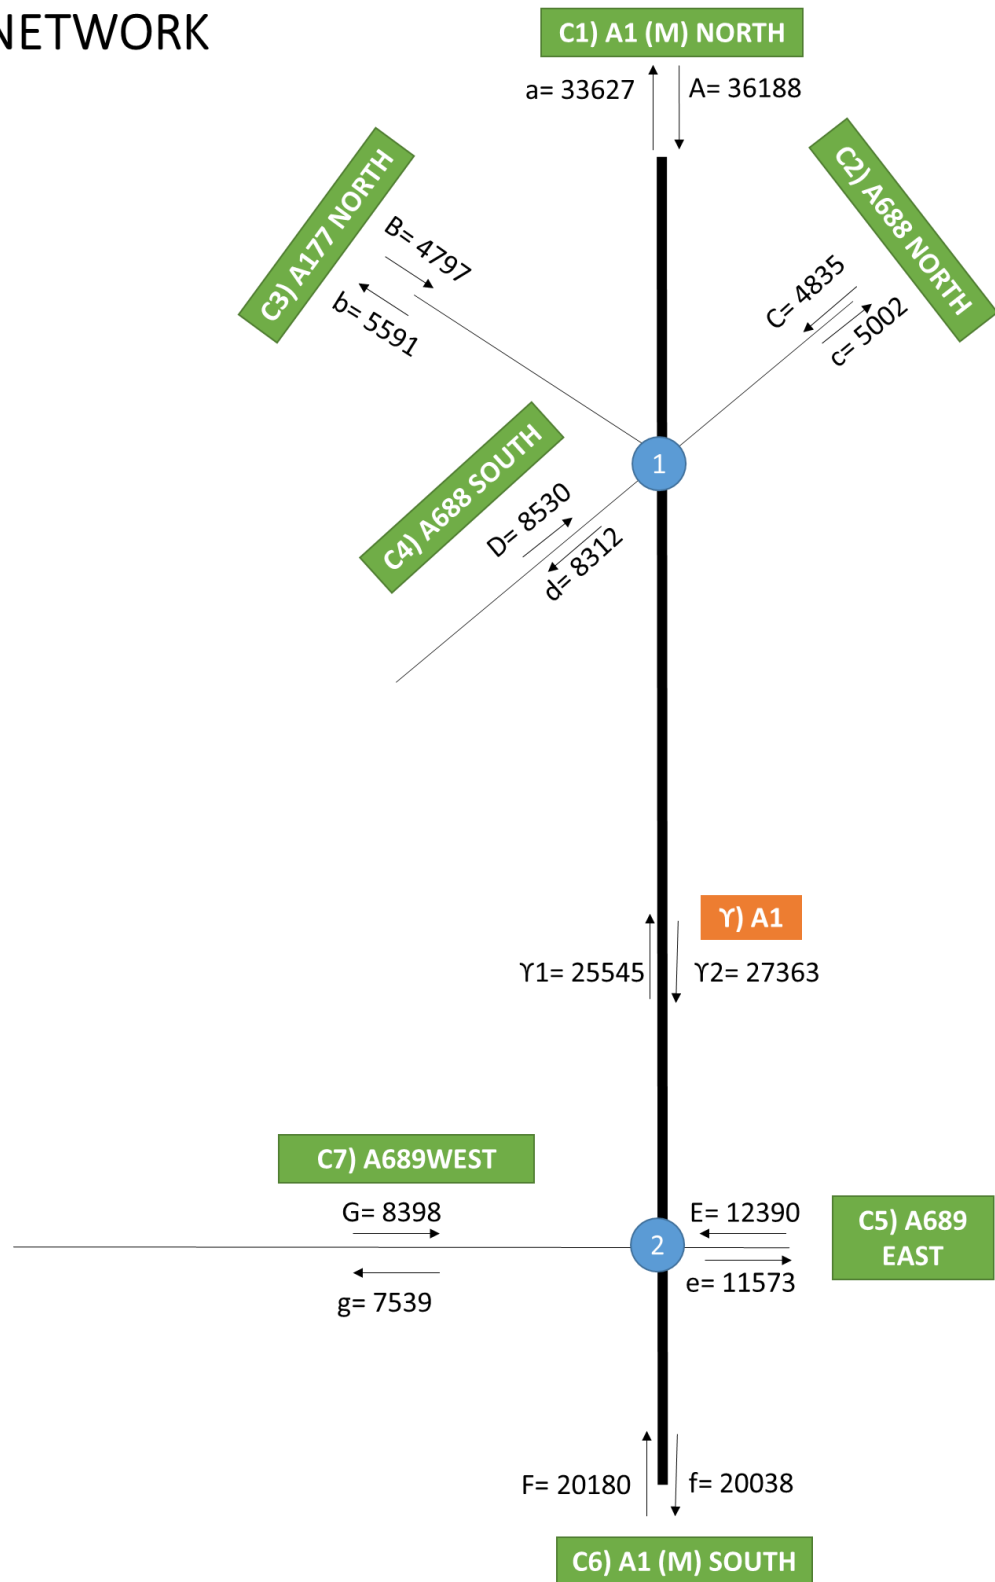 NETWORK
C1) A1 (M) NORTH
a= 33627
A= 36188
C3) A177 NORTH
B= 4797
b= 5591
C2) A688 NORTH
C= 4835
c= 5002
1
C4) A688 SOUTH
D= 8530
d= 8312
ϒ) A1
ϒ1= 25545
ϒ2= 27363
C7) A689WEST
G= 8398
g= 7539
2
E= 12390
e= 11573
C5) A689
EAST
F= 20180
f= 20038
C6) A1 (M) SOUTH